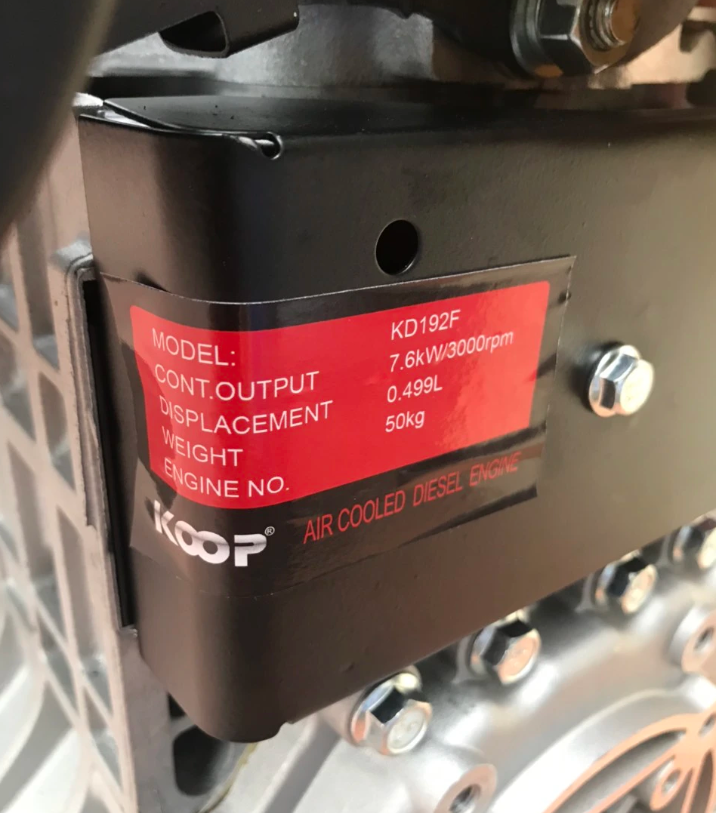 MODEL: KD192F
CONT.OUTPUT 7.6kW/3000rpm
DISPLACEMENT 0.499L
WEIGHT 50kg
ENGINE NO.
KOOP® AIR COOLED DIESEL ENGINE